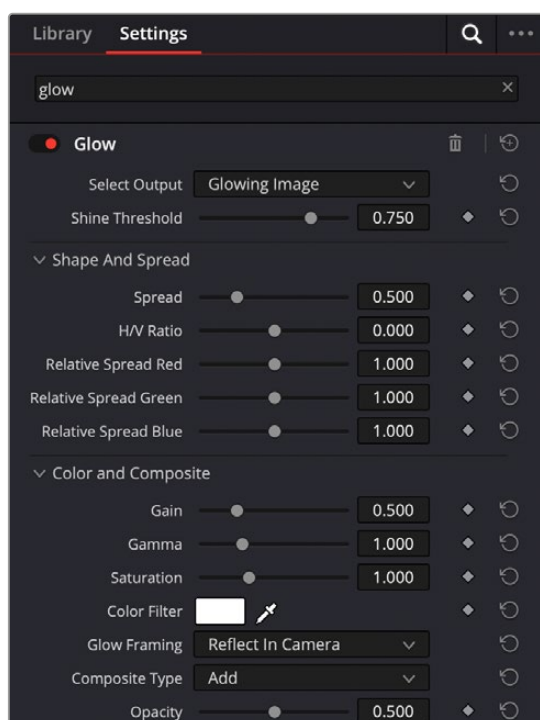 Library Settings
glow
Glow
Select Output Glowing Image
Shine Threshold 0.750
Shape And Spread
Spread 0.500
H/V Ratio 0.000
Relative Spread Red 1.000
Relative Spread Green 1.000
Relative Spread Blue 1.000
Color and Composite
Gain 0.500
Gamma 1.000
Saturation 1.000
Color Filter
Glow Framing Reflect In Camera
Composite Type Add
Opacity 0.500